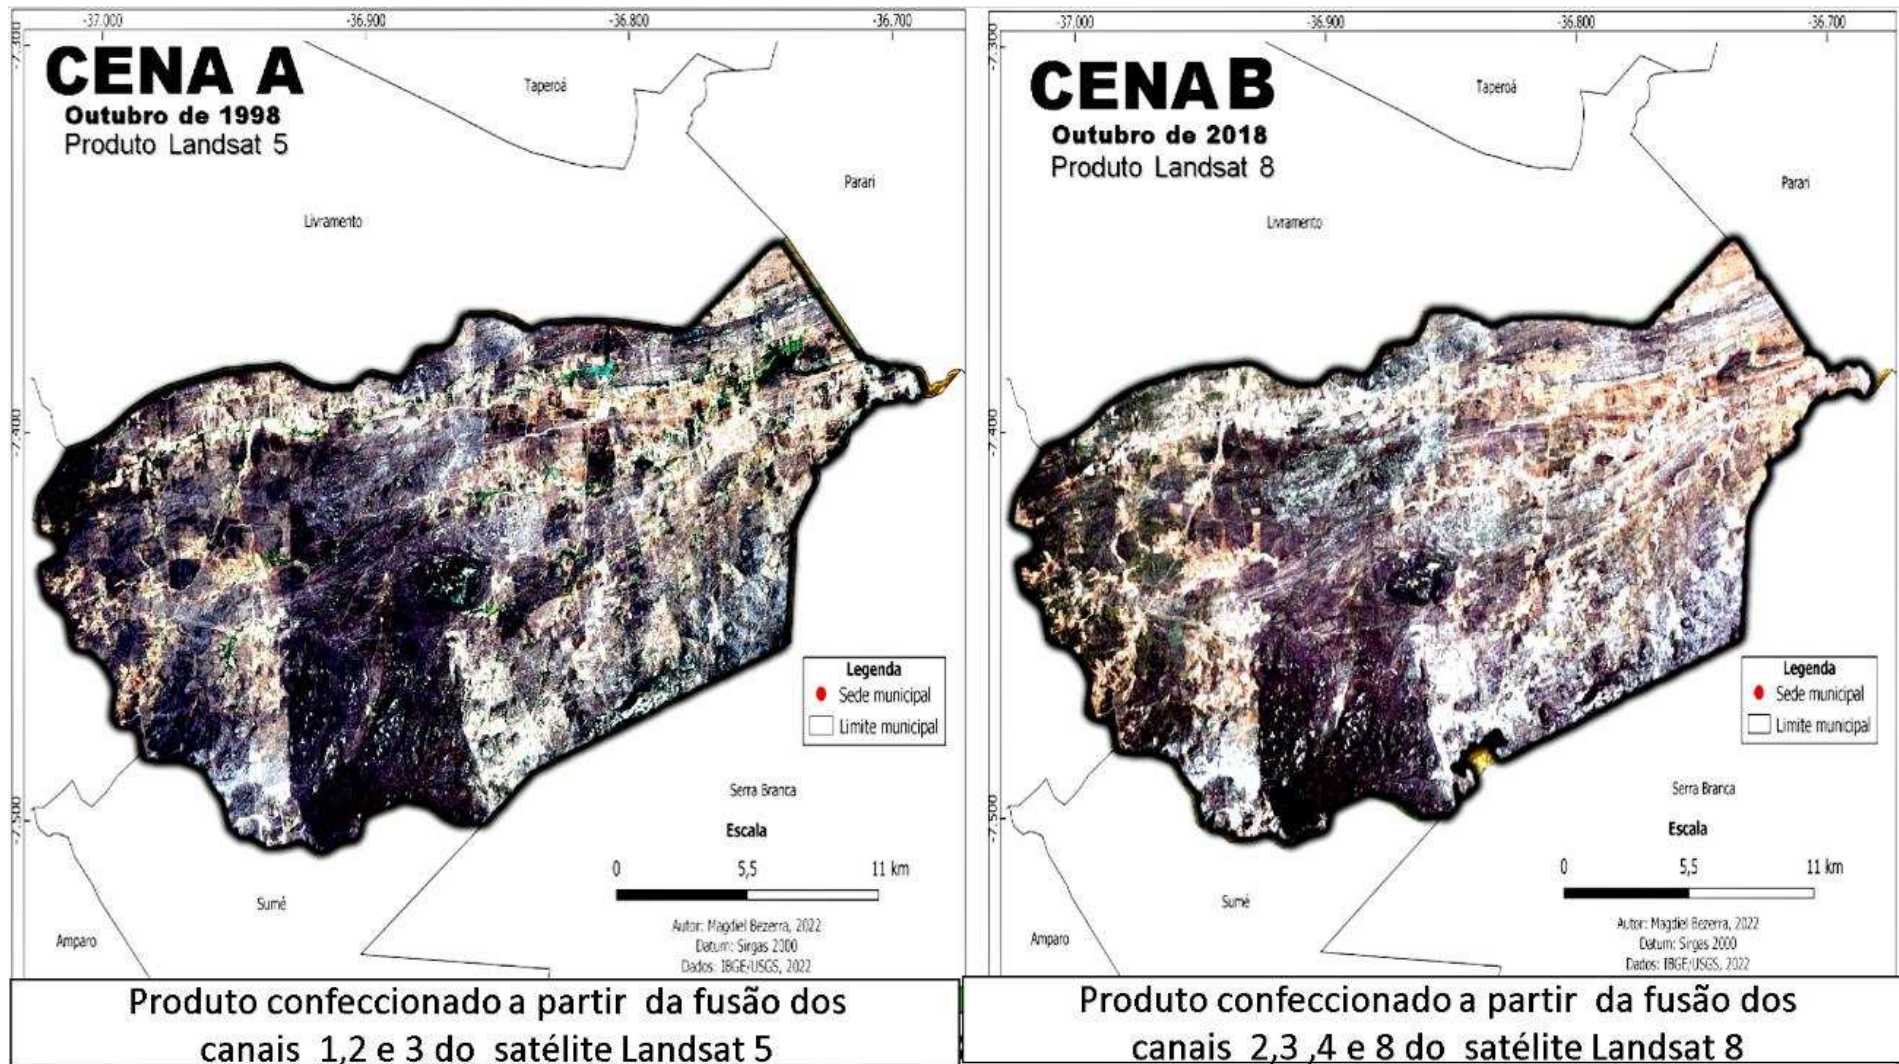 -37.000 -36.900 -36.800 -36.700
-7.300
CENA A
Outubro de 1998
Produto Landsat 5
Taperoá
Parari
Livramento
-7.400
Legenda
Sede municipal
Limite municipal
-7.500
Serra Branca
Escala
0 5,5 11 km
Sumé
Amparo
Autor: Magdiel Bezerra, 2022
Datum: Sirgas 2000
Dados: IBGE/USGS, 2022
Produto confeccionado a partir da fusão dos
canais 1,2 e 3 do satélite Landsat 5
-37.000 -36.900 -36.800 -36.700
-7.300
CENA B
Outubro de 2018
Produto Landsat 8
Taperoá
Parari
Livramento
-7.400
Legenda
Sede municipal
Limite municipal
-7.500
Serra Branca
Escala
0 5,5 11 km
Sumé
Amparo
Autor: Magdiel Bezerra, 2022
Datum: Sirgas 2000
Dados: IBGE/USGS, 2022
Produto confeccionado a partir da fusão dos
canais 2,3 ,4 e 8 do satélite Landsat 8